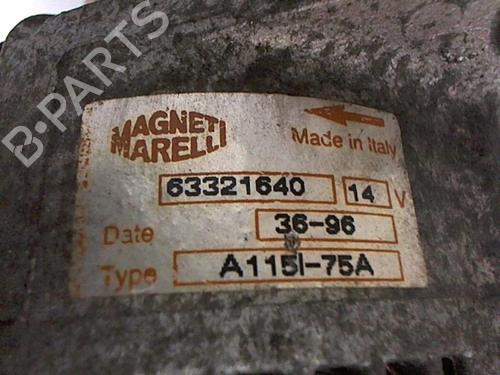 B-PARTS
MAGNETI MARELLI
Made in Italy
63321640 14 V
Date 36-96
Type A115I-75A